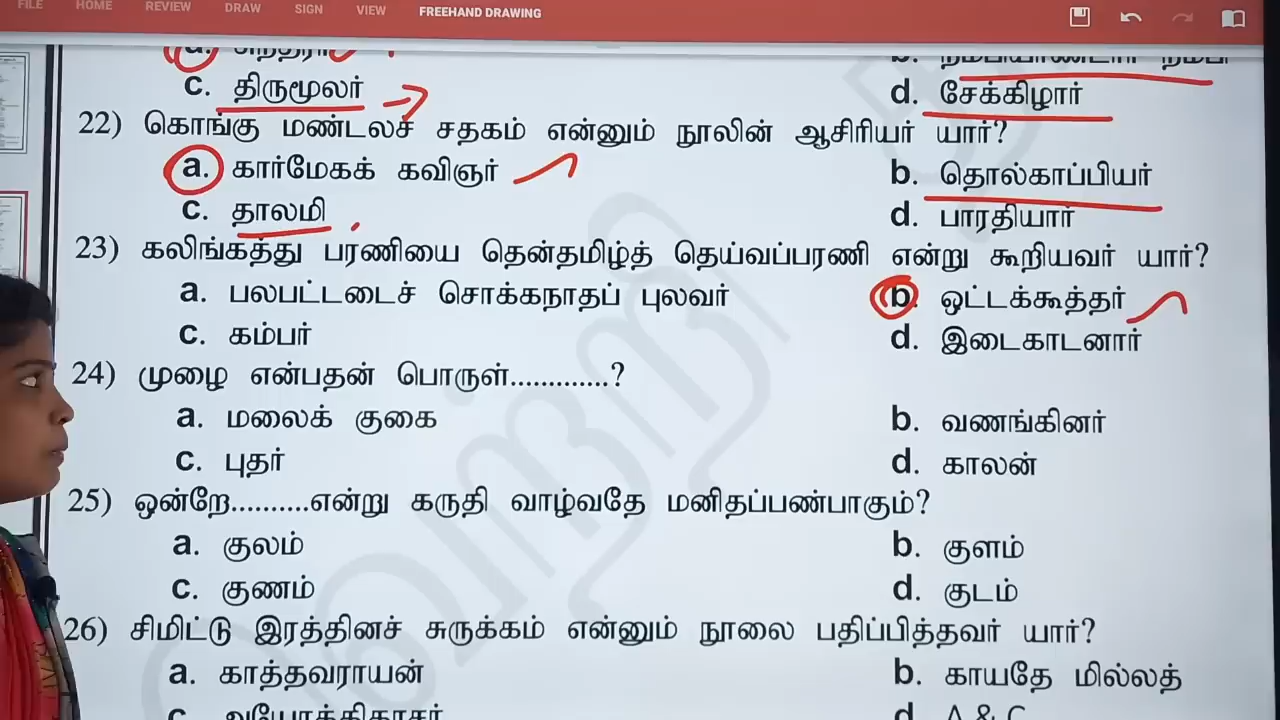 FILE HOME REVIEW DRAW SIGN VIEW FREEHAND DRAWING
c. திருமூலர் d. சேக்கிழார்
22) கொங்கு மண்டலச் சதகம் என்னும் நூலின் ஆசிரியர் யார்?
a. கார்மேகக் கவிஞர் b. தொல்காப்பியர்
c. தாலமி d. பாரதியார்
23) கலிங்கத்து பரணியை தென்தமிழ்த் தெய்வப்பரணி என்று கூறியவர் யார்?
a. பலபட்டடைச் சொக்கநாதப் புலவர் b. ஒட்டக்கூத்தர்
c. கம்பர் d. இடைகாடனார்
24) முழை என்பதன் பொருள்.............?
a. மலைக் குகை b. வணங்கினர்
c. புதர் d. காலன்
25) ஒன்றே..........என்று கருதி வாழ்வதே மனிதப்பண்பாகும்?
a. குலம் b. குளம்
c. குணம் d. குடம்
26) சிமிட்டு இரத்தினச் சுருக்கம் என்னும் நூலை பதிப்பித்தவர் யார்?
a. காத்தவராயன் b. காயதே மில்லத்
c. d. A & C